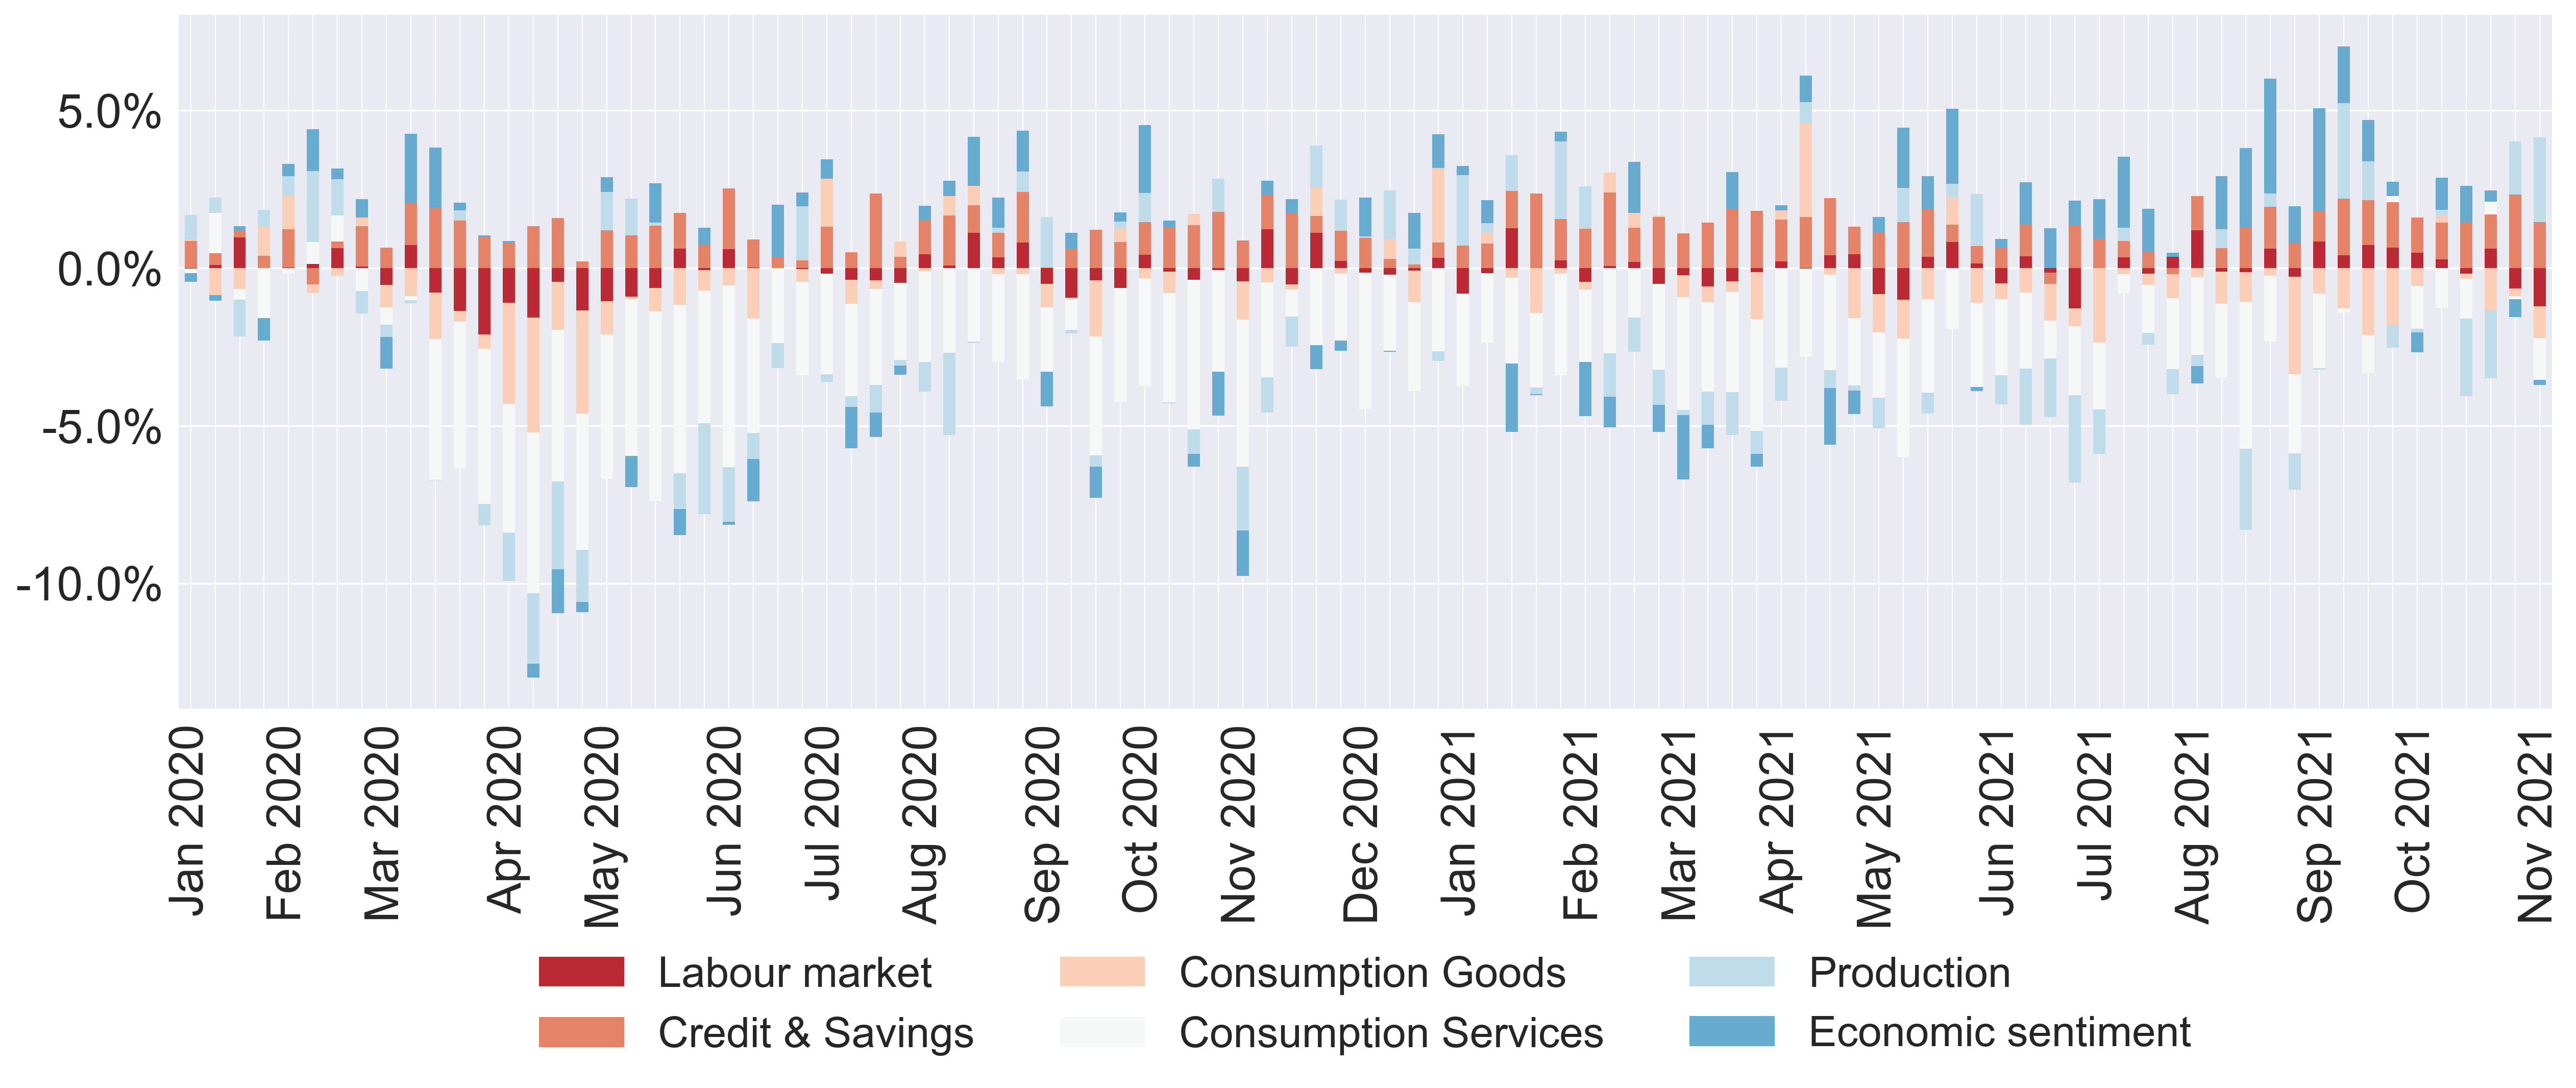 5.0%
0.0%
-5.0%
-10.0%
Jan 2020
Feb 2020
Mar 2020
Apr 2020
May 2020
Jun 2020
Jul 2020
Aug 2020
Sep 2020
Oct 2020
Nov 2020
Dec 2020
Jan 2021
Feb 2021
Mar 2021
Apr 2021
May 2021
Jun 2021
Jul 2021
Aug 2021
Sep 2021
Oct 2021
Nov 2021
Labour market
Credit & Savings
Consumption Goods
Consumption Services
Production
Economic sentiment